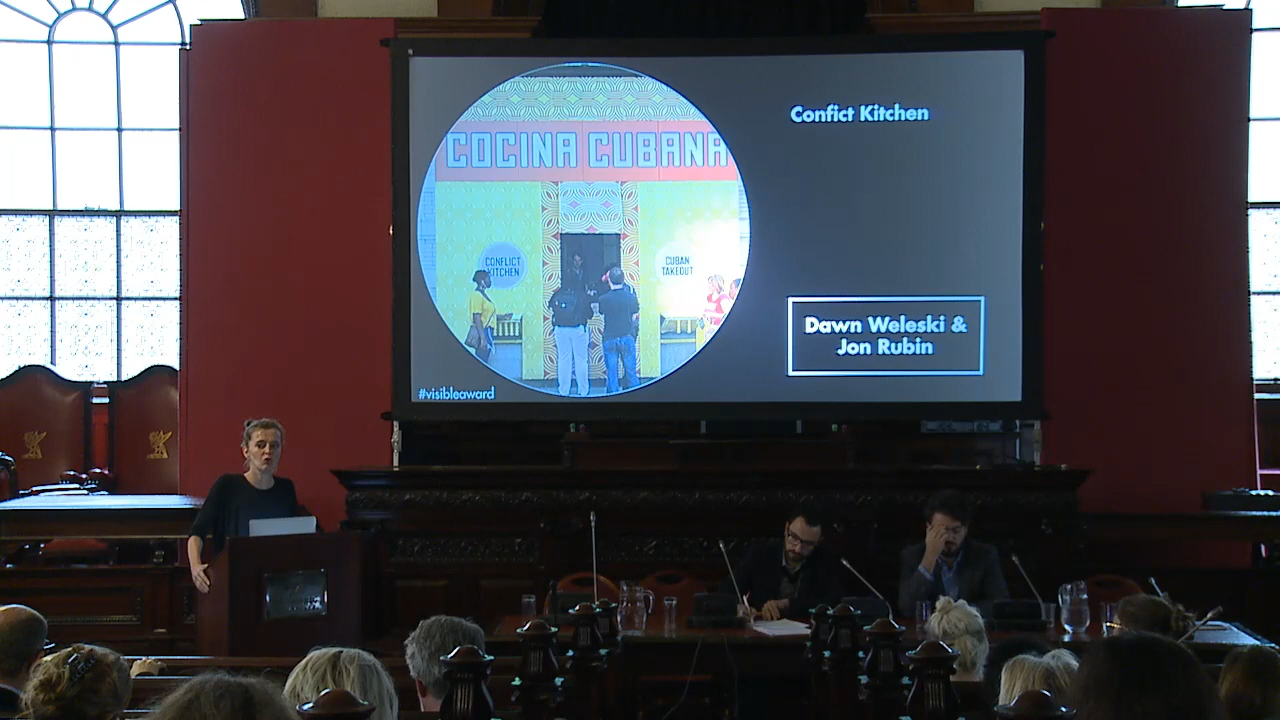 COCINA CUBANA
CONFLICT
KITCHEN
CUBAN
TAKEOUT
Confict Kitchen
Dawn Weleski &
Jon Rubin
#visibleaward